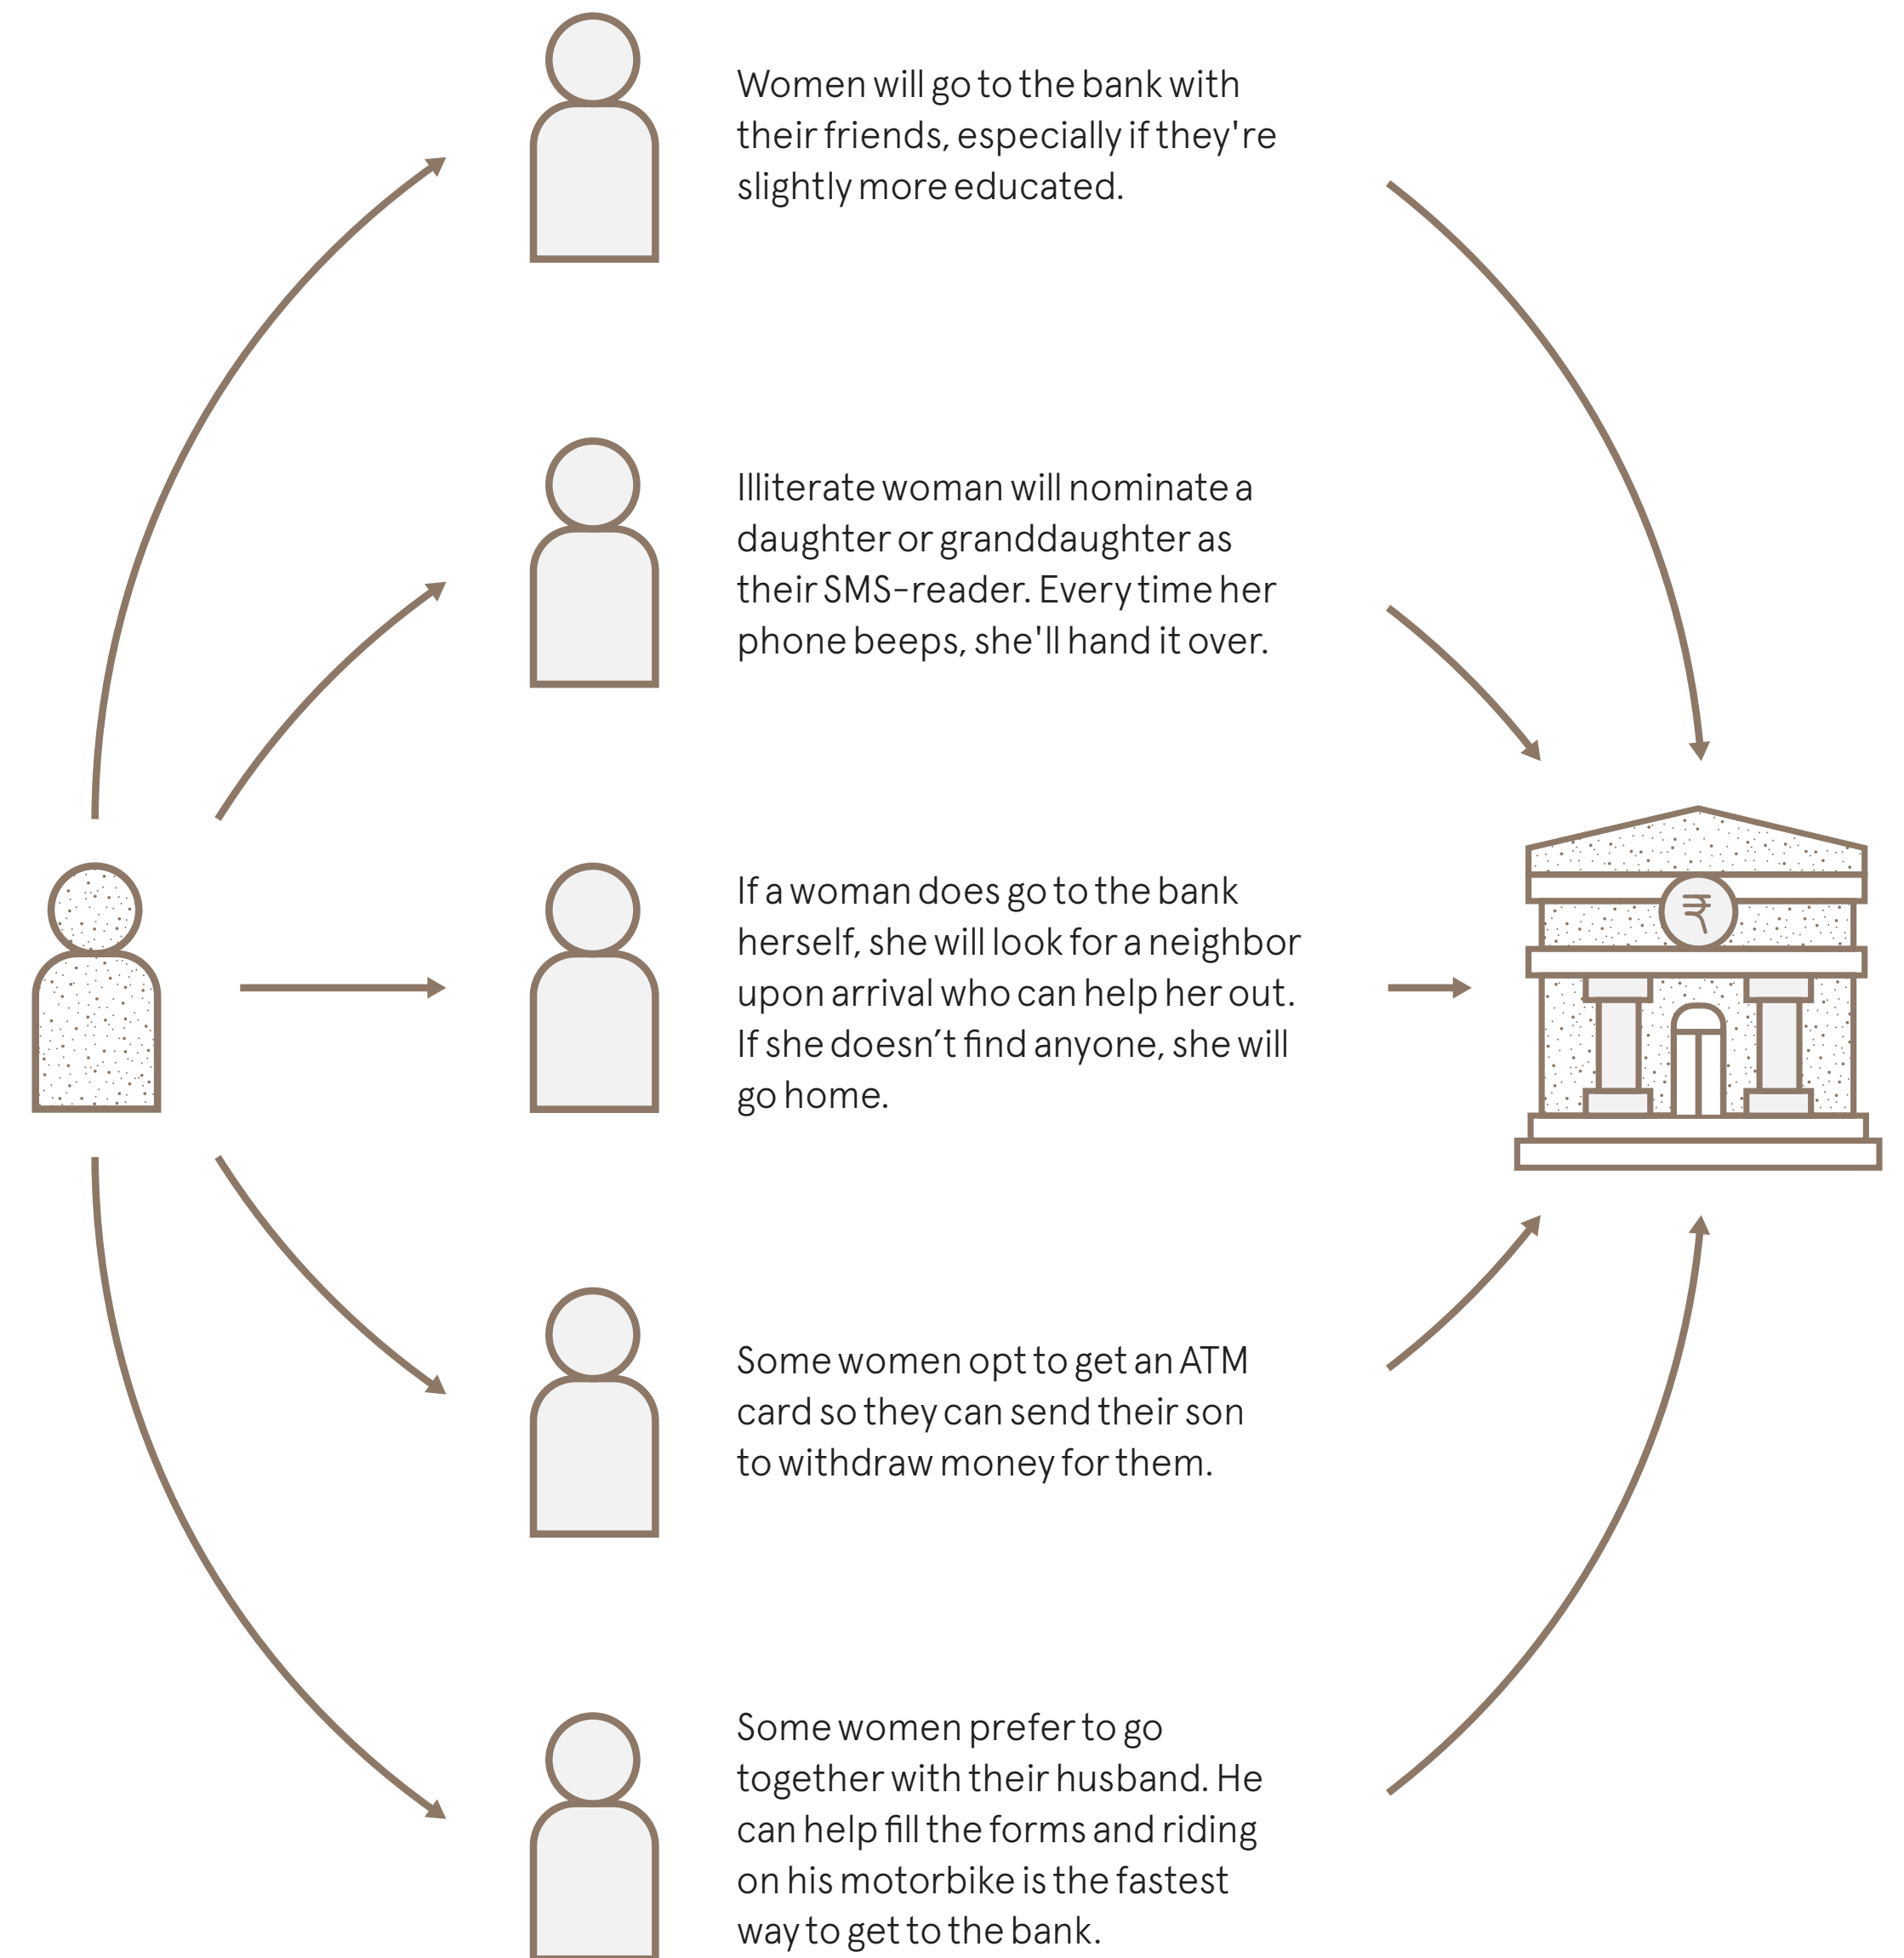 Women will go to the bank with
their friends, especially if they're
slightly more educated.
Illiterate woman will nominate a
daughter or granddaughter as
their SMS-reader. Every time her
phone beeps, she'll hand it over.
If a woman does go to the bank
herself, she will look for a neighbor
upon arrival who can help her out.
If she doesn’t find anyone, she will
go home.
₹
Some women opt to get an ATM
card so they can send their son
to withdraw money for them.
Some women prefer to go
together with their husband. He
can help fill the forms and riding
on his motorbike is the fastest
way to get to the bank.